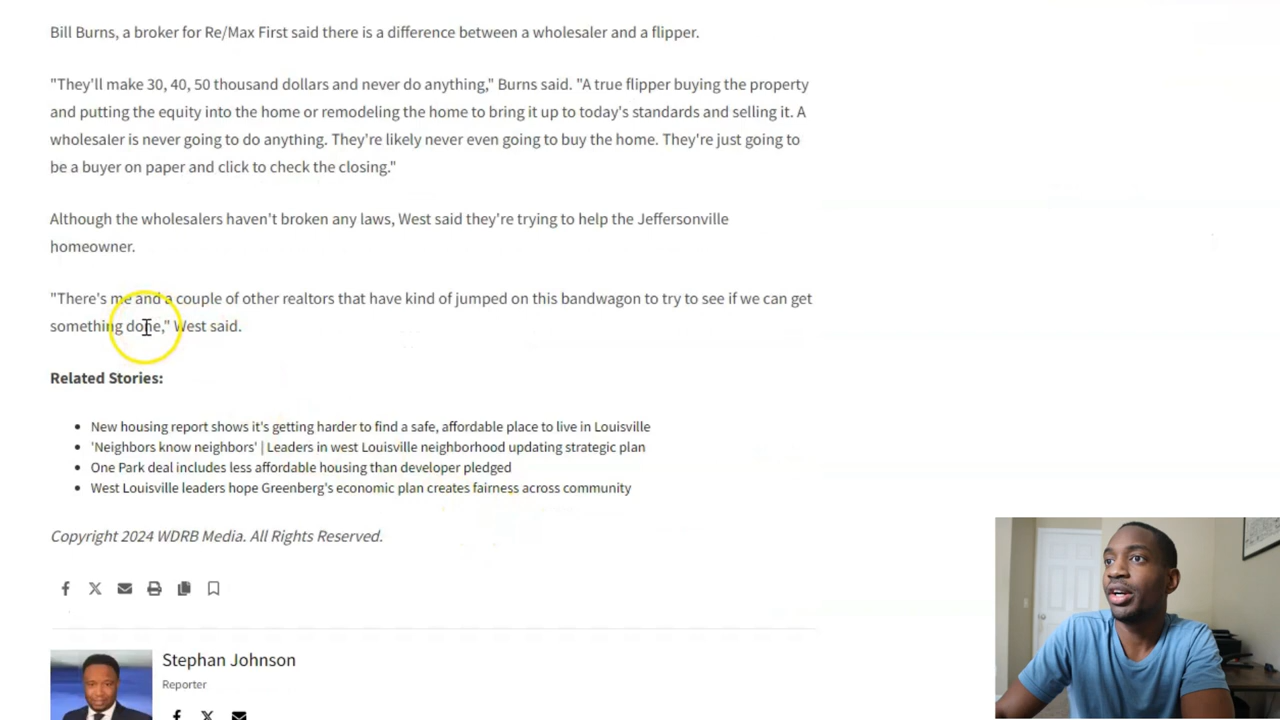 Bill Burns, a broker for Re/Max First said there is a difference between a wholesaler and a flipper.
"They'll make 30, 40, 50 thousand dollars and never do anything," Burns said. "A true flipper buying the property
and putting the equity into the home or remodeling the home to bring it up to today's standards and selling it. A
wholesaler is never going to do anything. They're likely never even going to buy the home. They're just going to
be a buyer on paper and click to check the closing."
Although the wholesalers haven't broken any laws, West said they're trying to help the Jeffersonville
homeowner.
"There's me and a couple of other realtors that have kind of jumped on this bandwagon to try to see if we can get
something done," West said.
Related Stories:
New housing report shows it's getting harder to find a safe, affordable place to live in Louisville
'Neighbors know neighbors' | Leaders in west Louisville neighborhood updating strategic plan
One Park deal includes less affordable housing than developer pledged
West Louisville leaders hope Greenberg's economic plan creates fairness across community
Copyright 2024 WDRB Media. All Rights Reserved.
Stephan Johnson
Reporter